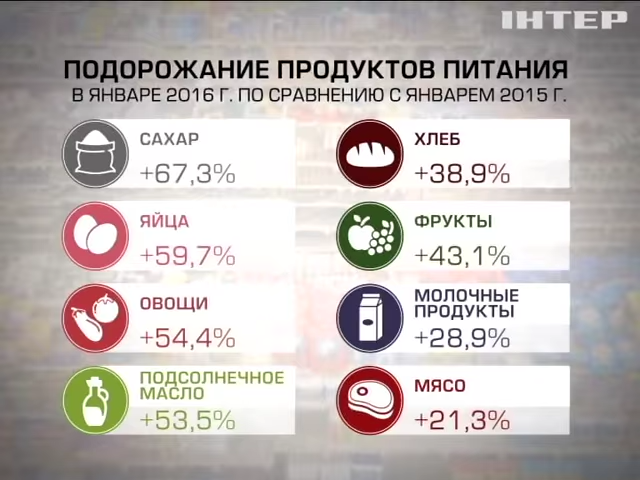 ІНТЕР
ПОДОРОЖАНИЕ ПРОДУКТОВ ПИТАНИЯ
В ЯНВАРЕ 2016 Г. ПО СРАВНЕНИЮ С ЯНВАРЕМ 2015 Г.
САХАР
+67,3%
ЯЙЦА
+59,7%
ОВОЩИ
+54,4%
ПОДСОЛНЕЧНОЕ
МАСЛО
+53,5%
ХЛЕБ
+38,9%
ФРУКТЫ
+43,1%
МОЛОЧНЫЕ
ПРОДУКТЫ
+28,9%
МЯСО
+21,3%